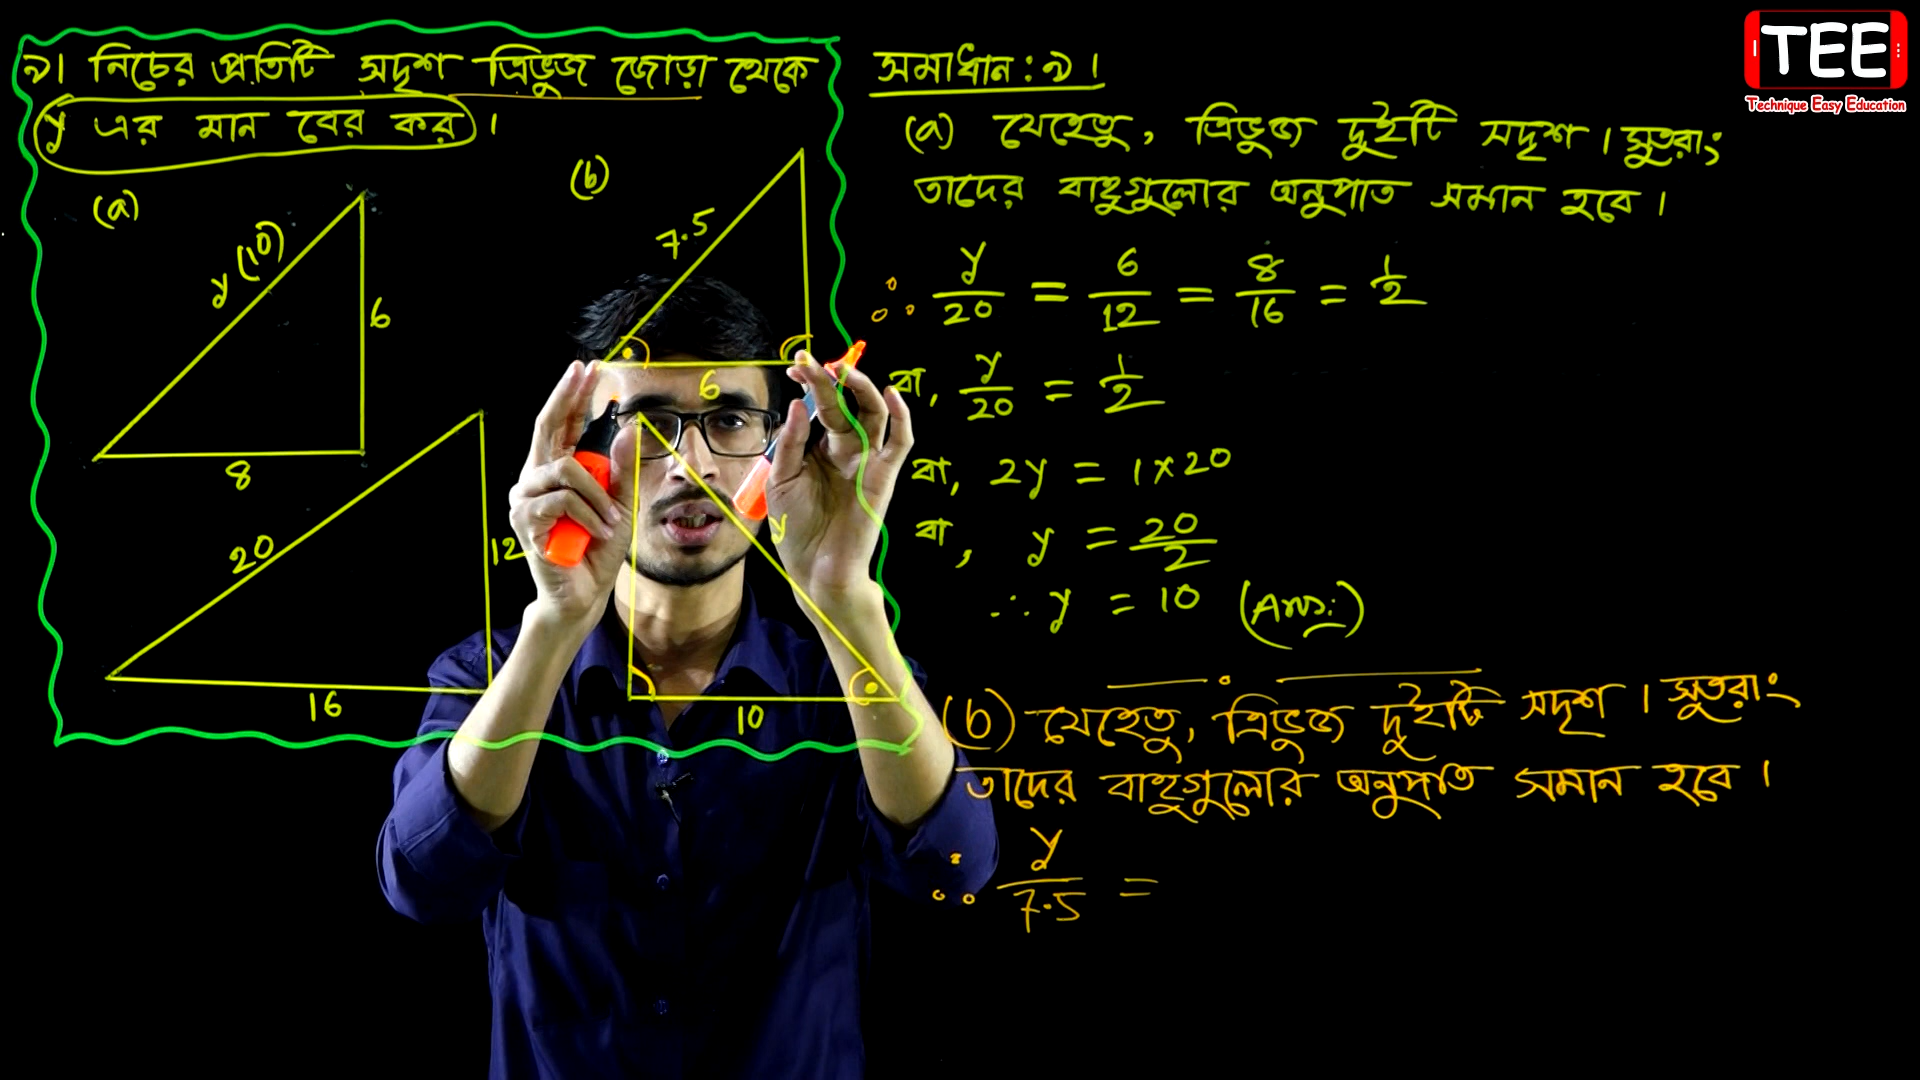 ৯। নিচের প্রতিটি সদৃশ ত্রিভুজ জোড়া থেকে
y এর মান বের কর।
(a)
y (10)
6
8
20
12
16
(b)
7.5
6
y
10
সমাধান: ৯।
(a) যেহেতু, ত্রিভুজ দুইটি সদৃশ। সুতরাং
তাদের বাহুগুলোর অনুপাত সমান হবে।
∴ y/20 = 6/12 = 8/16 = 1/2
বা, y/20 = 1/2
বা, 2y = 1×20
বা, y = 20/2
∴ y = 10 (Ans:)
(b) যেহেতু, ত্রিভুজ দুইটি সদৃশ। সুতরাং
তাদের বাহুগুলোর অনুপাত সমান হবে।
∴ y/7.5 =
TEE
Technique Easy Education